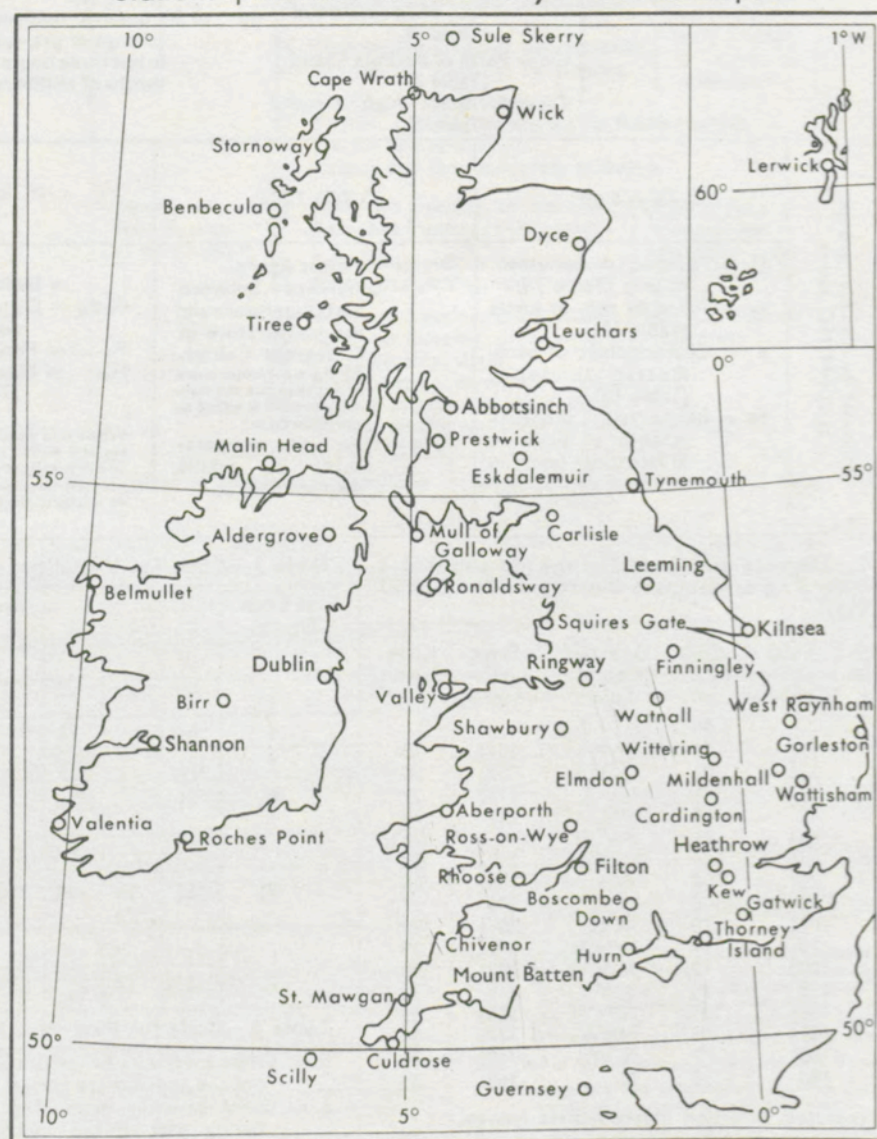 10°
5°
Sule Skerry
1° W
Cape Wrath
Wick
Stornoway
Lerwick
60°
Benbecula
Dyce
Tiree
Leuchars
0°
Abbotsinch
Prestwick
Malin Head
Eskdalemuir
55°
Tynemouth
55°
Aldergrove
Mull of
Galloway
Carlisle
Leeming
Belmullet
Ronaldsway
Squires Gate
Kilnsea
Dublin
Ringway
Finningley
Birr
Valley
Watnall
West Raynham
Shawbury
Shannon
Wittering
Gorleston
Elmdon
Mildenhall
Wattisham
Cardington
Aberporth
Valentia
Roches Point
Ross-on-Wye
Heathrow
Rhoose
Filton
Kew
Boscombe
Down
Gatwick
Chivenor
Thorney
Island
Hurn
Mount Batten
St. Mawgan
50°
50°
Culdrose
Scilly
Guernsey
10°
5°
0°